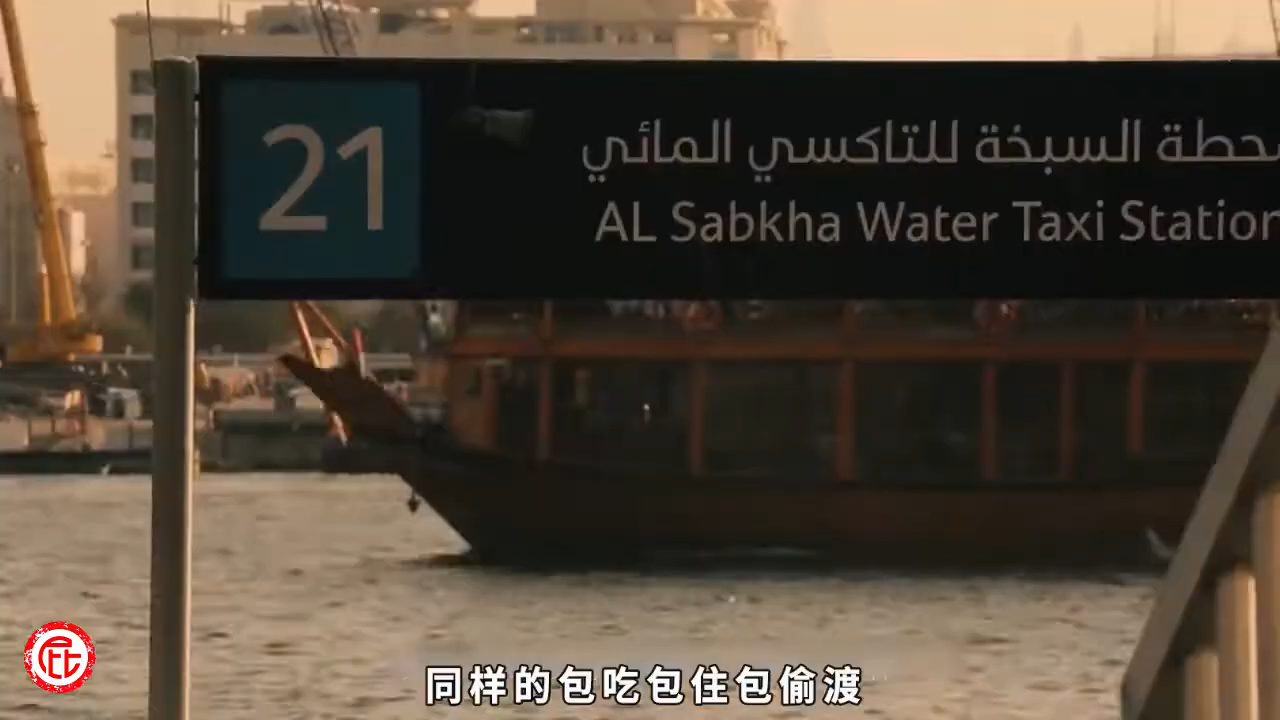 21
حطة السبخة للتاكسي المائي
AL Sabkha Water Taxi Station
同样的包吃包住包偷渡